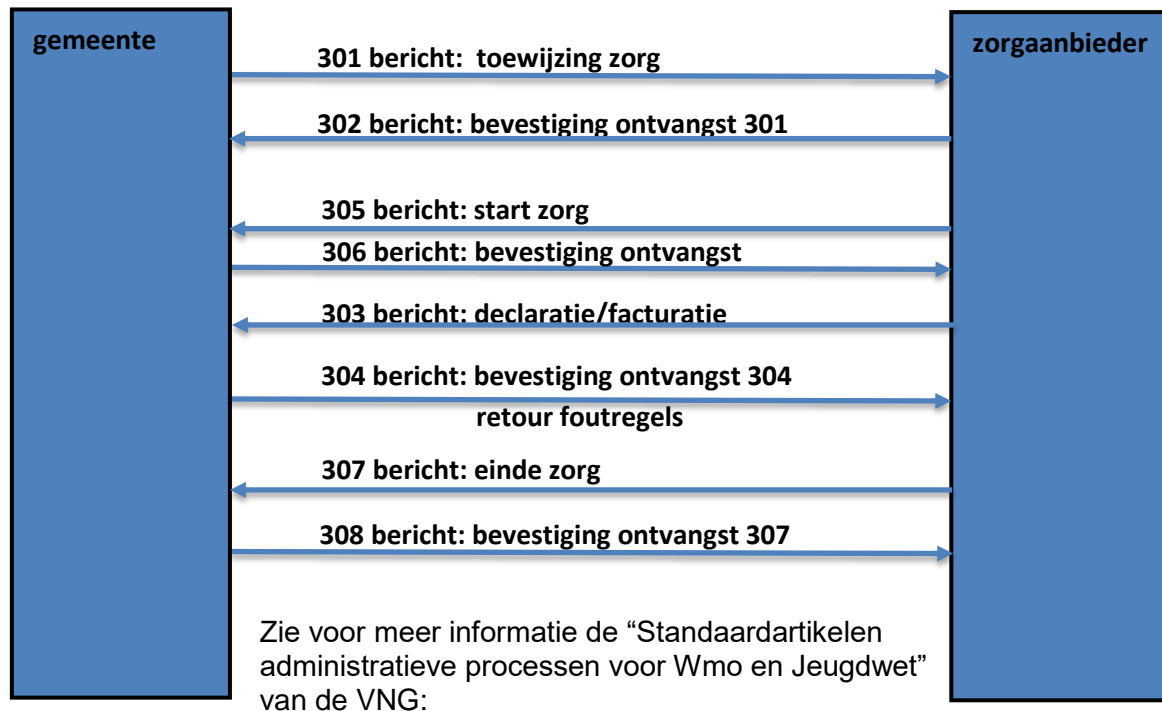 gemeente
zorgaanbieder
301 bericht: toewijzing zorg
302 bericht: bevestiging ontvangst 301
305 bericht: start zorg
306 bericht: bevestiging ontvangst
303 bericht: declaratie/facturatie
304 bericht: bevestiging ontvangst 304
retour foutregels
307 bericht: einde zorg
308 bericht: bevestiging ontvangst 307
Zie voor meer informatie de “Standaardartikelen
administratieve processen voor Wmo en Jeugdwet”
van de VNG: